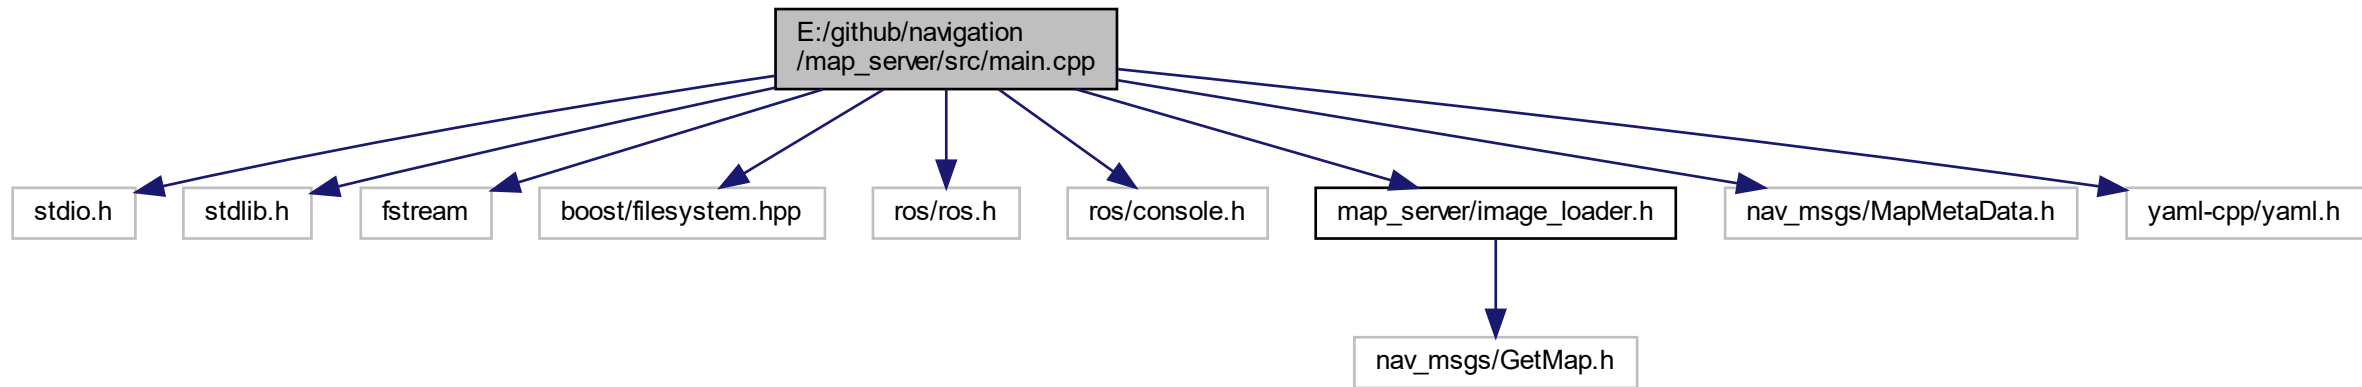 E:/github/navigation
/map_server/src/main.cpp
stdio.h
stdlib.h
fstream
boost/filesystem.hpp
ros/ros.h
ros/console.h
map_server/image_loader.h
nav_msgs/MapMetaData.h
yaml-cpp/yaml.h
nav_msgs/GetMap.h